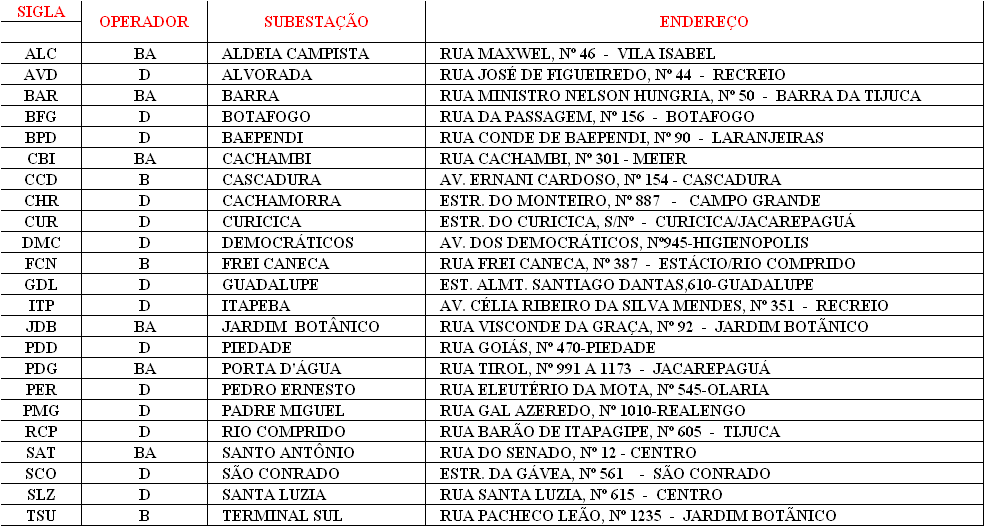 SIGLA OPERADOR SUBESTAÇÃO ENDEREÇO
ALC BA ALDEIA CAMPISTA RUA MAXWEL, Nº 46 - VILA ISABEL
AVD D ALVORADA RUA JOSÉ DE FIGUEIREDO, Nº 44 - RECREIO
BAR BA BARRA RUA MINISTRO NELSON HUNGRIA, Nº 50 - BARRA DA TIJUCA
BFG D BOTAFOGO RUA DA PASSAGEM, Nº 156 - BOTAFOGO
BPD D BAEPENDI RUA CONDE DE BAEPENDI, Nº 90 - LARANJEIRAS
CBI BA CACHAMBI RUA CACHAMBI, Nº 301 - MEIER
CCD B CASCADURA AV. ERNANI CARDOSO, Nº 154 - CASCADURA
CHR D CACHAMORRA ESTR. DO MONTEIRO, Nº 887 - CAMPO GRANDE
CUR D CURICICA ESTR. DO CURICICA, S/Nº - CURICICA/JACAREPAGUÁ
DMC D DEMOCRÁTICOS AV. DOS DEMOCRÁTICOS, Nº945-HIGIENOPOLIS
FCN B FREI CANECA RUA FREI CANECA, Nº 387 - ESTÁCIO/RIO COMPRIDO
GDL D GUADALUPE EST. ALMT. SANTIAGO DANTAS,610-GUADALUPE
ITP D ITAPEBA AV. CÉLIA RIBEIRO DA SILVA MENDES, Nº 351 - RECREIO
JDB BA JARDIM BOTÂNICO RUA VISCONDE DA GRAÇA, Nº 92 - JARDIM BOTÃNICO
PDD D PIEDADE RUA GOIÁS, Nº 470-PIEDADE
PDG BA PORTA D'ÁGUA RUA TIROL, Nº 991 A 1173 - JACAREPAGUÁ
PER D PEDRO ERNESTO RUA ELEUTÉRIO DA MOTA, Nº 545-OLARIA
PMG D PADRE MIGUEL RUA GAL AZEREDO, Nº 1010-REALENGO
RCP D RIO COMPRIDO RUA BARÃO DE ITAPAGIPE, Nº 605 - TIJUCA
SAT BA SANTO ANTÔNIO RUA DO SENADO, Nº 12 - CENTRO
SCO D SÃO CONRADO ESTR. DA GÁVEA, Nº 561 - SÃO CONRADO
SLZ D SANTA LUZIA RUA SANTA LUZIA, Nº 615 - CENTRO
TSU B TERMINAL SUL RUA PACHECO LEÃO, Nº 1235 - JARDIM BOTÃNICO